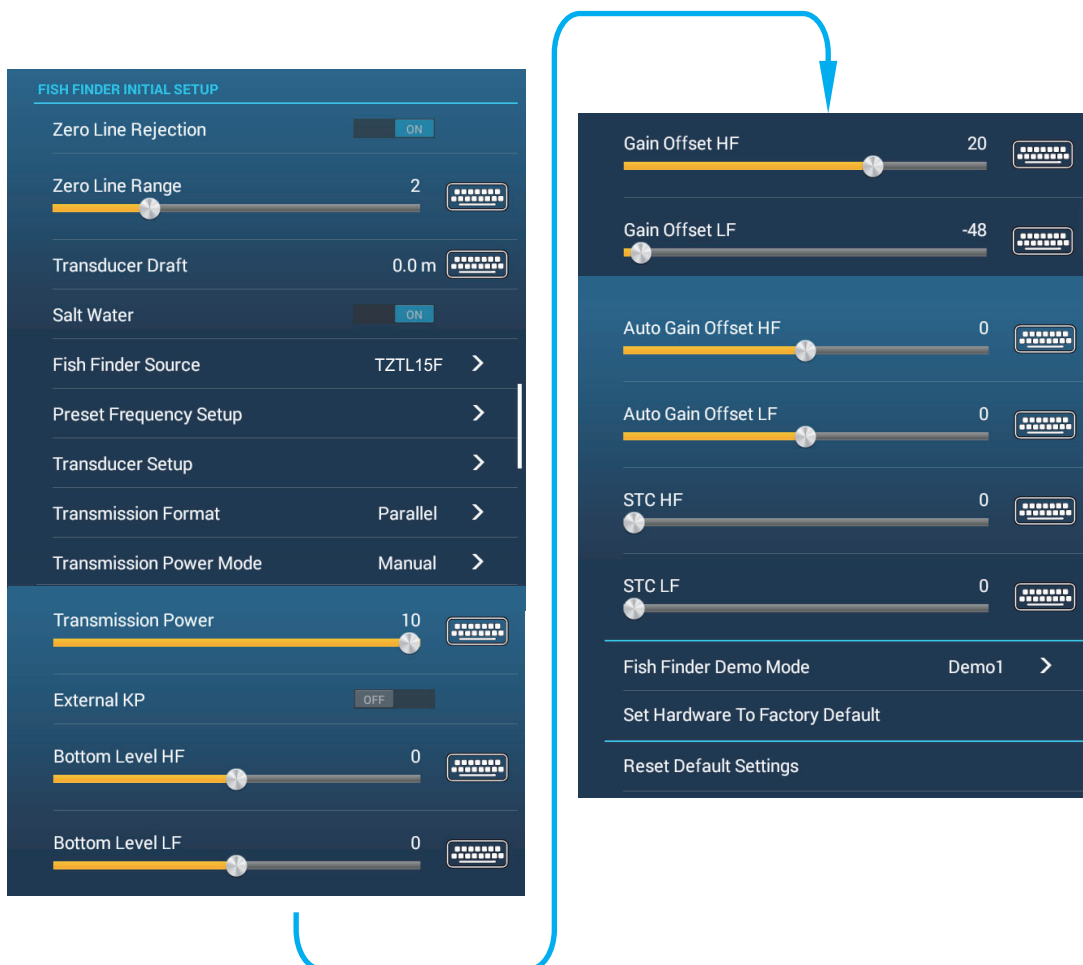 FISH FINDER INITIAL SETUP
Zero Line Rejection ON
Zero Line Range 2
Transducer Draft 0.0 m
Salt Water ON
Fish Finder Source TZTL15F
Preset Frequency Setup
Transducer Setup
Transmission Format Parallel
Transmission Power Mode Manual
Transmission Power 10
External KP OFF
Bottom Level HF 0
Bottom Level LF 0
Gain Offset HF 20
Gain Offset LF -48
Auto Gain Offset HF 0
Auto Gain Offset LF 0
STC HF 0
STC LF 0
Fish Finder Demo Mode Demo1
Set Hardware To Factory Default
Reset Default Settings